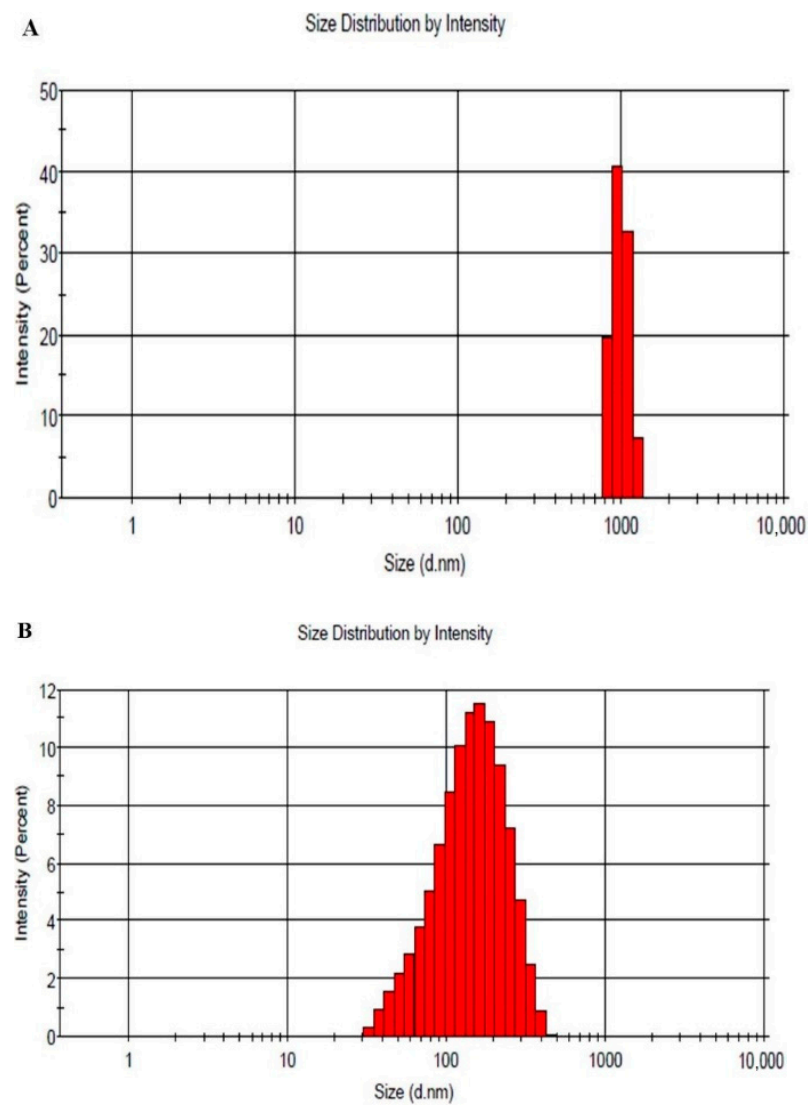 A
Size Distribution by Intensity
50
40
30
20
10
0
Intensity (Percent)
1 10 100 1000 10,000
Size (d.nm)
B
Size Distribution by Intensity
12
10
8
6
4
2
0
Intensity (Percent)
1 10 100 1000 10,000
Size (d.nm)